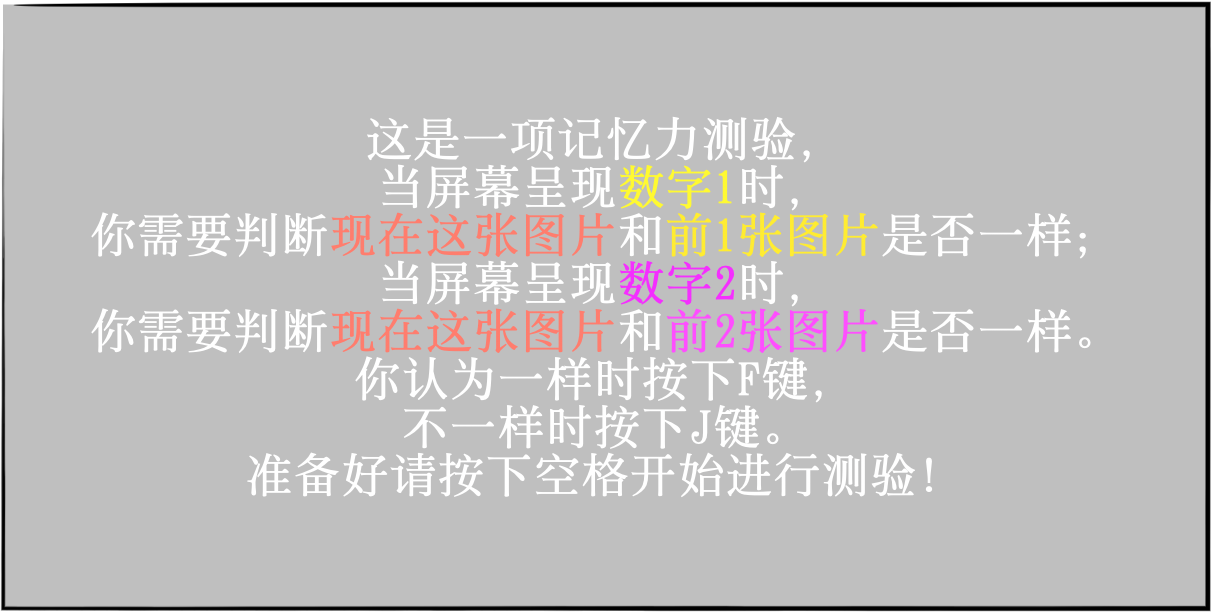 这是一项记忆力测验，
当屏幕呈现数字1时，
你需要判断现在这张图片和前1张图片是否一样；
当屏幕呈现数字2时，
你需要判断现在这张图片和前2张图片是否一样。
你认为一样时按下F键，
不一样时按下J键。
准备好请按下空格开始进行测验！